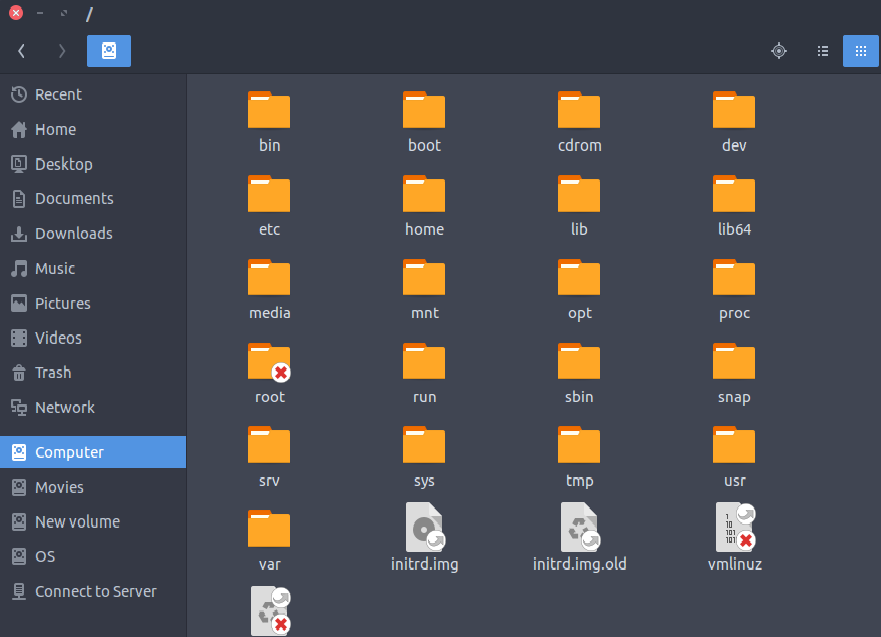 /
Recent
Home
Desktop
Documents
Downloads
Music
Pictures
Videos
Trash
Network
Computer
Movies
New volume
OS
Connect to Server
bin boot cdrom dev
etc home lib lib64
media mnt opt proc
root run sbin snap
srv sys tmp usr
var initrd.img initrd.img.old vmlinuz